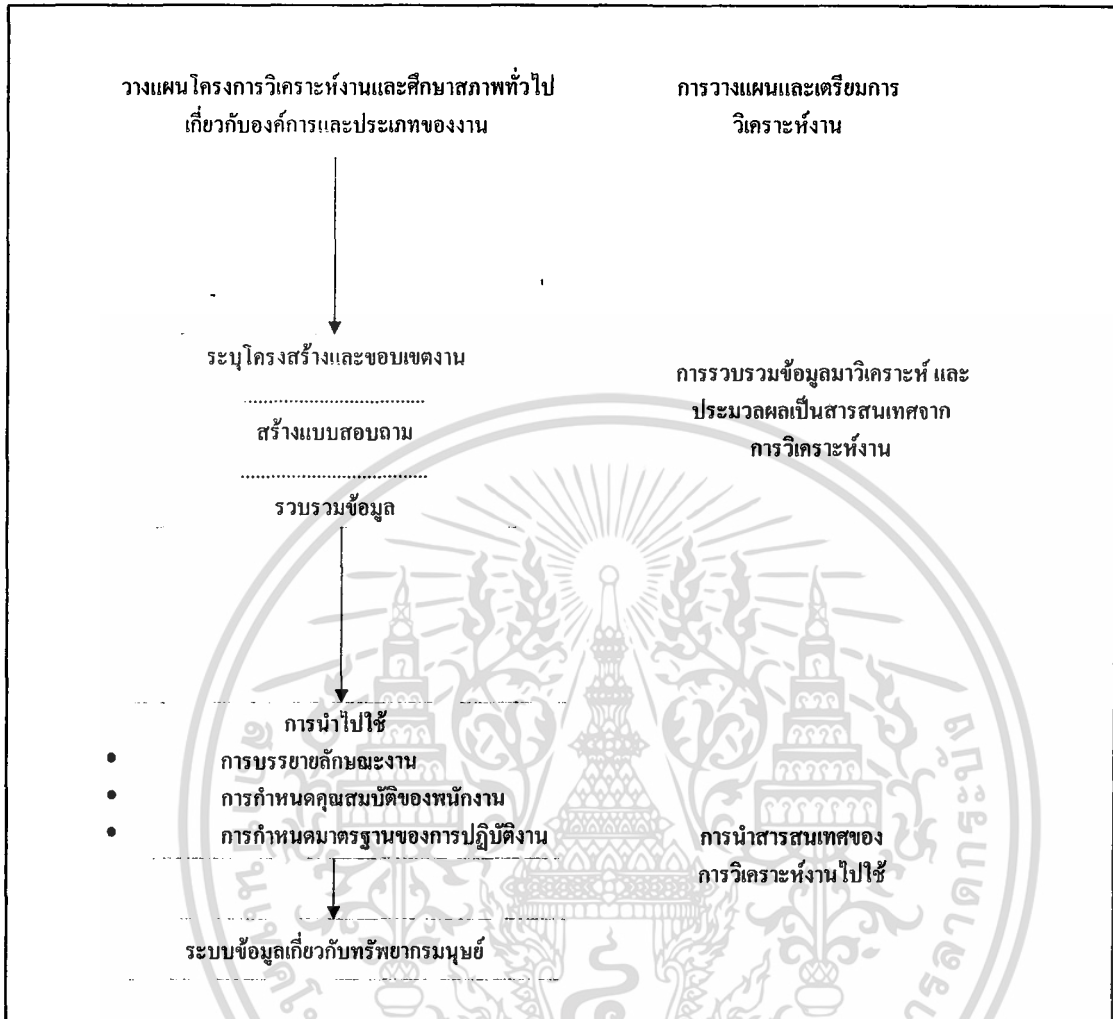 วางแผนโครงการวิเคราะห์งานและศึกษาสภาพทั่วไป
เกี่ยวกับองค์การและประเภทของงาน
การวางแผนและเตรียมการ
วิเคราะห์งาน
ระบุโครงสร้างและขอบเขตงาน
สร้างแบบสอบถาม
รวบรวมข้อมูล
การรวบรวมข้อมูลมาวิเคราะห์ และ
ประมวลผลเป็นสารสนเทศจาก
การวิเคราะห์งาน
การนำไปใช้
• การบรรยายลักษณะงาน
• การกำหนดคุณสมบัติของพนักงาน
• การกำหนดมาตรฐานของการปฏิบัติงาน
การนำสารสนเทศของ
การวิเคราะห์งานไปใช้
ระบบข้อมูลเกี่ยวกับทรัพยากรมนุษย์